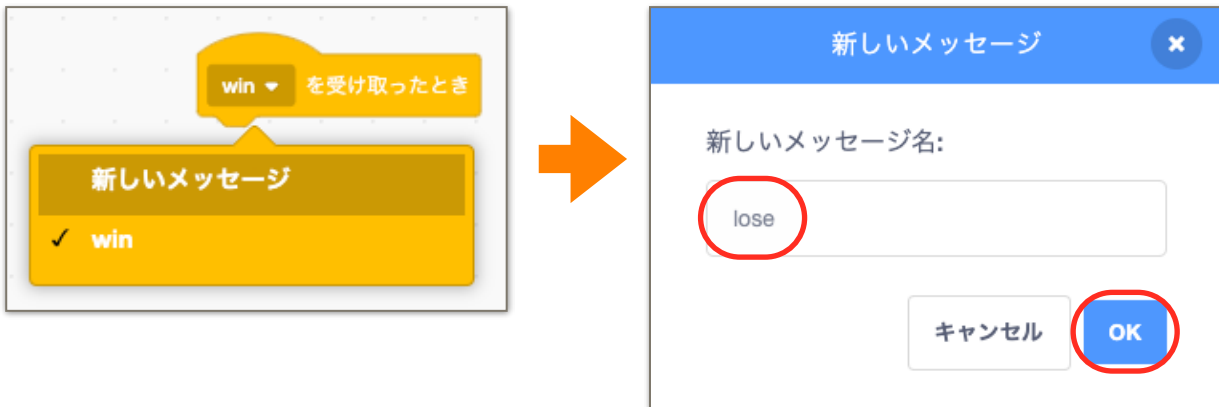 win を受け取ったとき
新しいメッセージ
✓ win
新しいメッセージ
新しいメッセージ名:
lose
キャンセル
OK